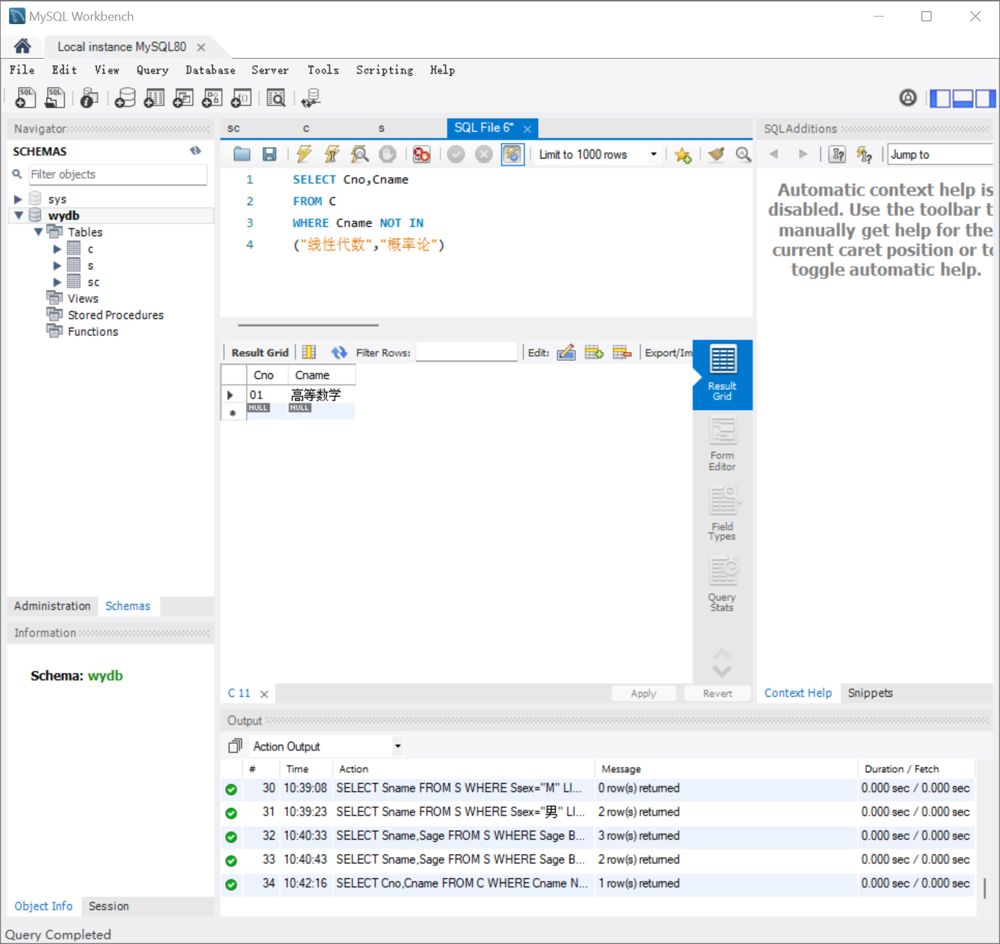 MySQL Workbench
Local instance MySQL80
File Edit View Query Database Server Tools Scripting Help
Navigator
SCHEMAS
Filter objects
sys
wydb
Tables
c
s
sc
Views
Stored Procedures
Functions
Administration Schemas
Information
Schema: wydb
Object Info Session
Query Completed
sc c s SQL File 6*
Limit to 1000 rows
1 SELECT Cno,Cname
2 FROM C
3 WHERE Cname NOT IN
4 ("线性代数","概率论")
Result Grid Filter Rows: Edit: Export/Im
Cno Cname
01 高等数学
NULL NULL
Result
Grid
Form
Editor
Field
Types
Query
Stats
C 11 Apply Revert
SQLAdditions
Jump to
Automatic context help is
disabled. Use the toolbar t
manually get help for the
current caret position or to
toggle automatic help.
Context Help Snippets
Output
Action Output
# Time Action Message Duration / Fetch
30 10:39:08 SELECT Sname FROM S WHERE Ssex="M" LI... 0 row(s) returned 0.000 sec / 0.000 sec
31 10:39:23 SELECT Sname FROM S WHERE Ssex="男" LI... 2 row(s) returned 0.000 sec / 0.000 sec
32 10:40:33 SELECT Sname,Sage FROM S WHERE Sage B... 3 row(s) returned 0.000 sec / 0.000 sec
33 10:40:43 SELECT Sname,Sage FROM S WHERE Sage B... 2 row(s) returned 0.000 sec / 0.000 sec
34 10:42:16 SELECT Cno,Cname FROM C WHERE Cname N... 1 row(s) returned 0.000 sec / 0.000 sec